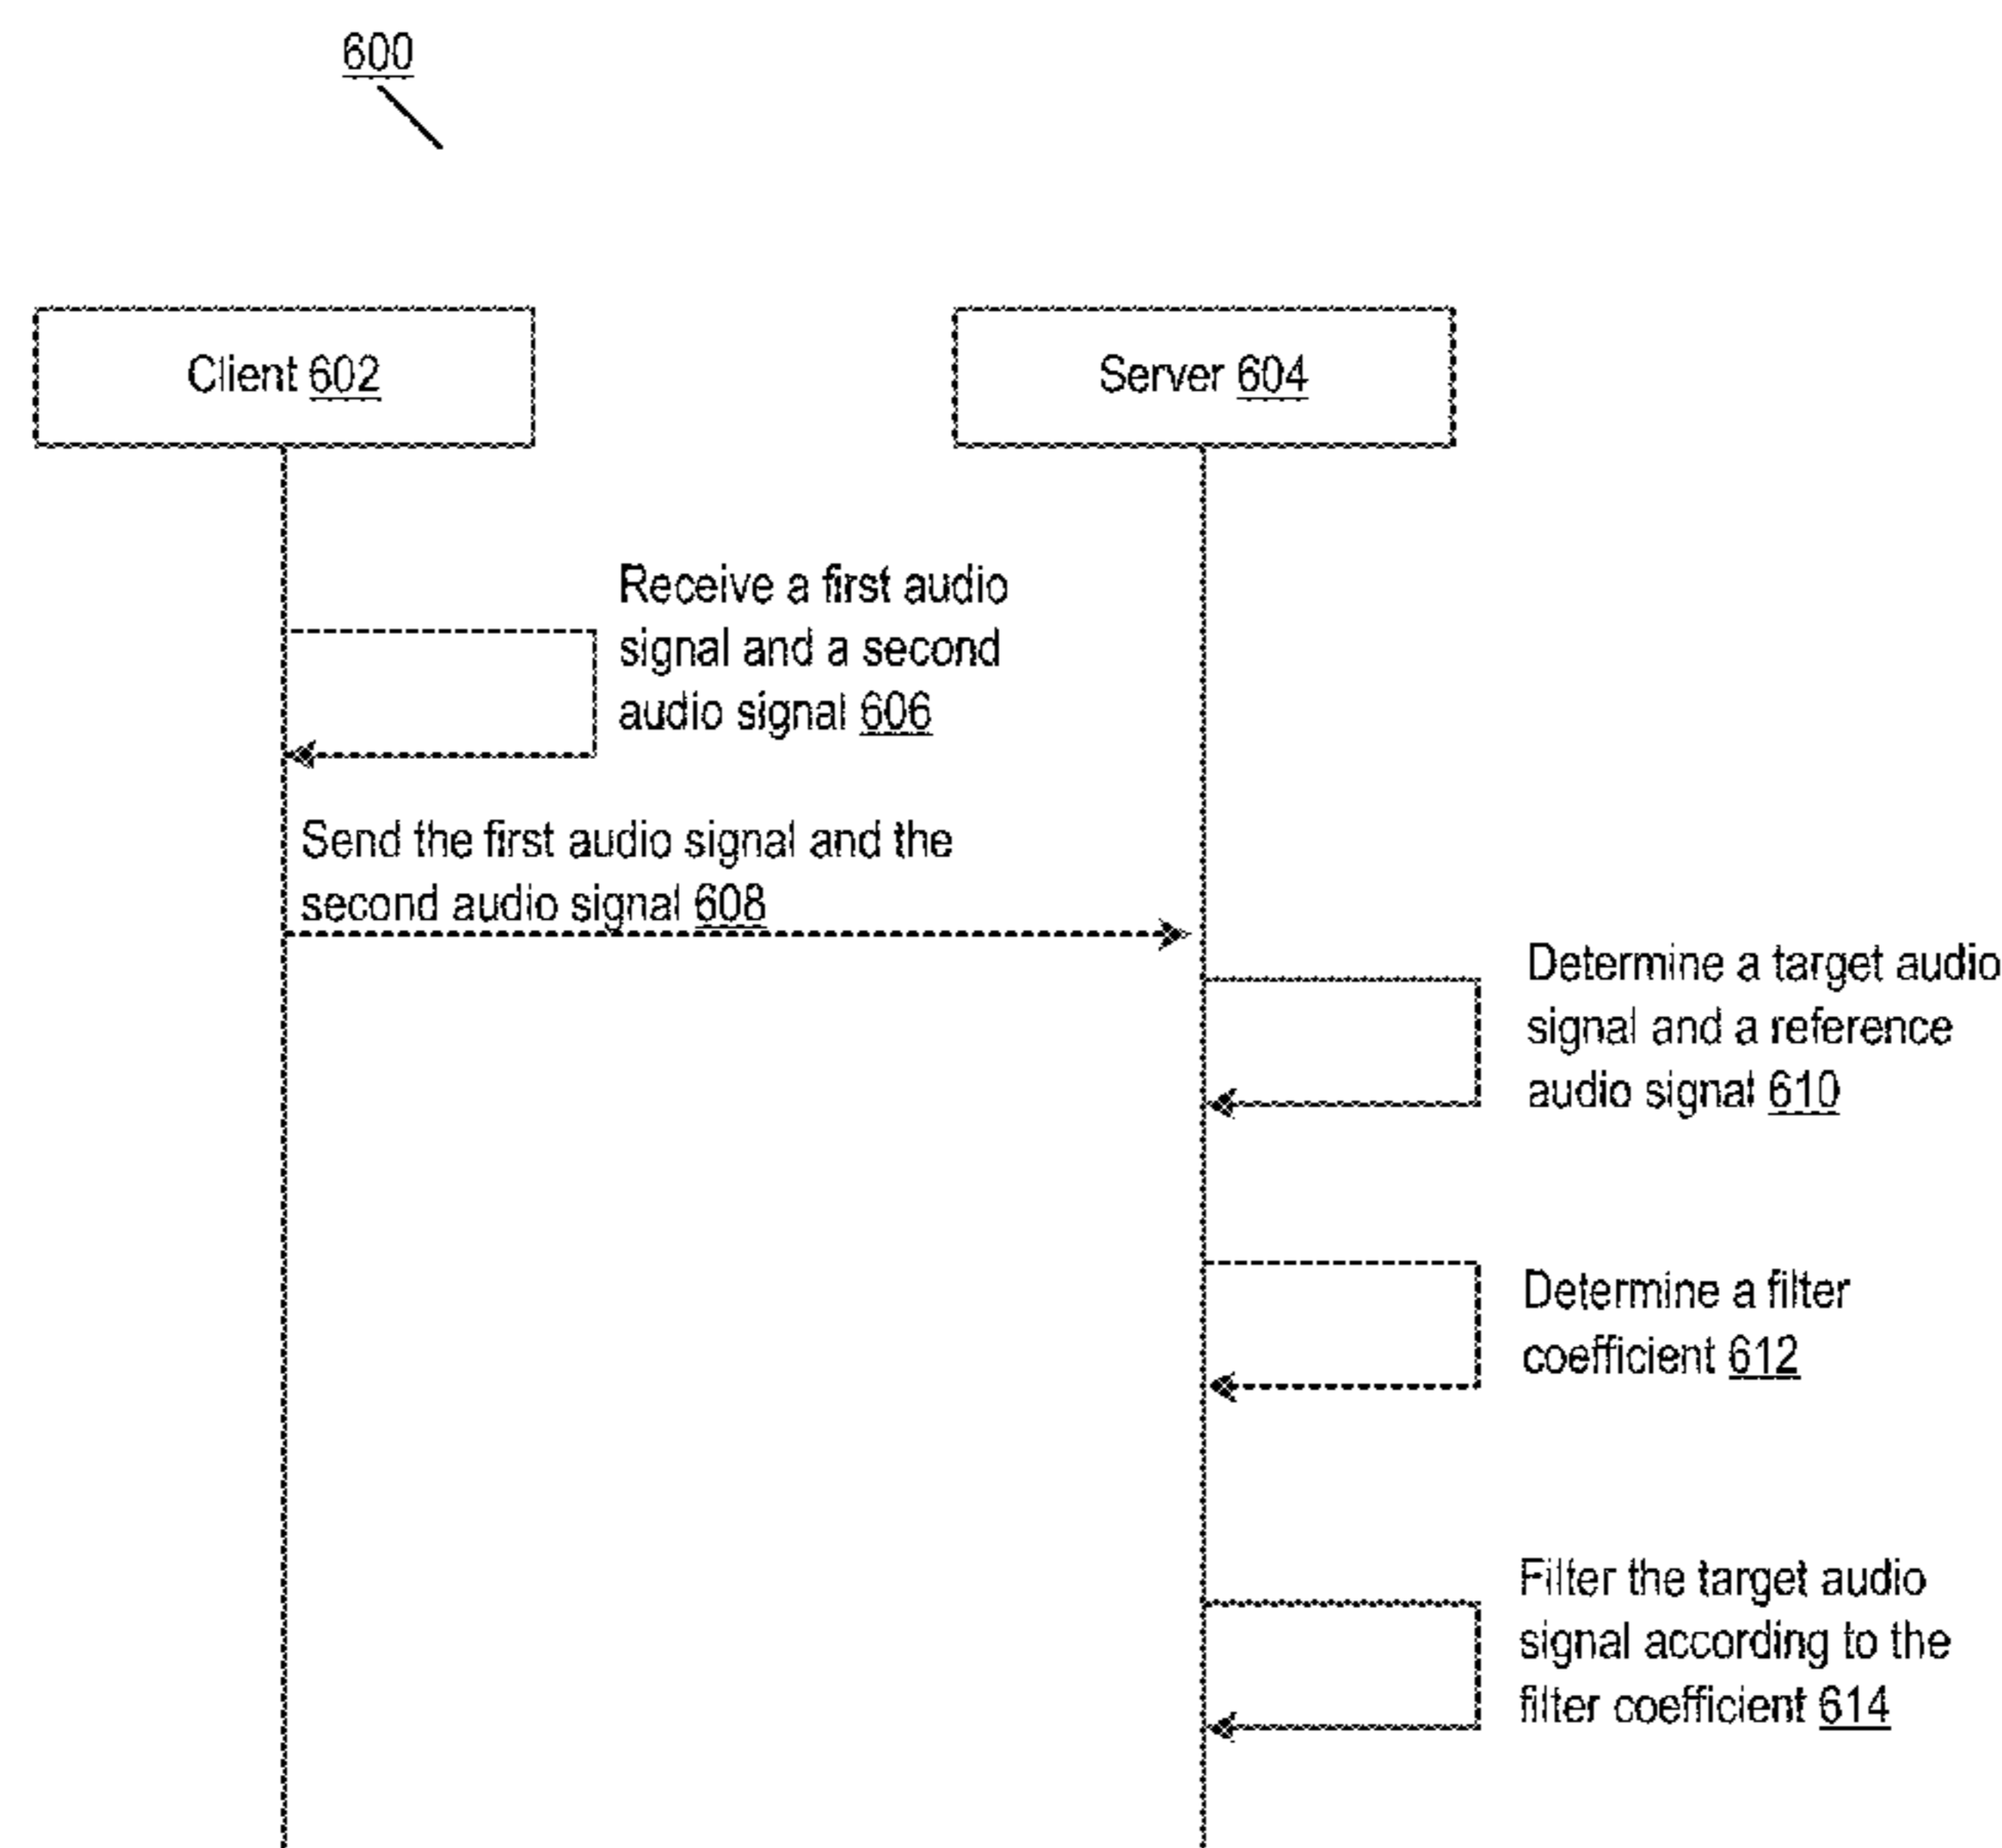 600
Client 602
Server 604
Receive a first audio
signal and a second
audio signal 606
Send the first audio signal and the
second audio signal 608
Determine a target audio
signal and a reference
audio signal 610
Determine a filter
coefficient 612
Filter the target audio
signal according to the
filter coefficient 614